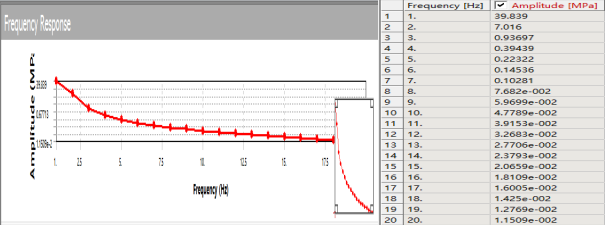 Frequency Response
Amplitude (MPa
39.839
0.67713
1.1509e-2
1. 2.5 5. 7.5 10. 12.5 15. 17.5
Frequency (Hz)
Frequency [Hz] Amplitude [MPa]
1 1. 39.839
2 2. 7.016
3 3. 0.93697
4 4. 0.39439
5 5. 0.22322
6 6. 0.14536
7 7. 0.10281
8 8. 7.682e-002
9 9. 5.9699e-002
10 10. 4.7789e-002
11 11. 3.9153e-002
12 12. 3.2683e-002
13 13. 2.7706e-002
14 14. 2.3793e-002
15 15. 2.0659e-002
16 16. 1.8109e-002
17 17. 1.6005e-002
18 18. 1.425e-002
19 19. 1.2769e-002
20 20. 1.1509e-002